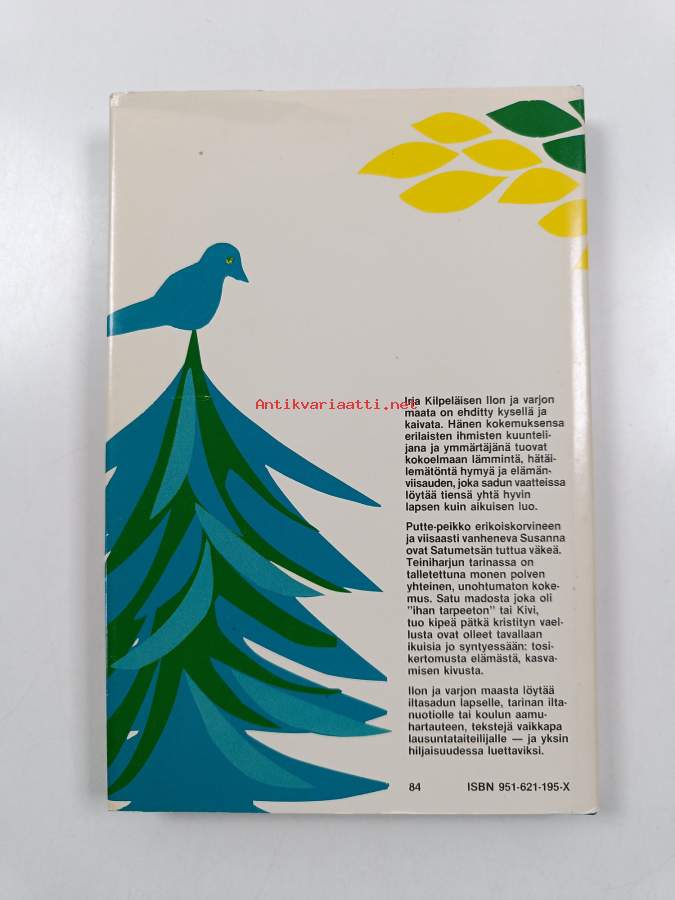 Antikvariaatti.net
Irja Kilpeläisen Ilon ja varjon
maata on ehditty kysellä ja
kaivata. Hänen kokemuksensa
erilaisten ihmisten kuunteli-
jana ja ymmärtäjänä tuovat
kokoelmaan lämmintä, hätäi-
lemätöntä hymyä ja elämän-
viisauden, joka sadun vaatteissa
löytää tiensä yhtä hyvin
lapsen kuin aikuisen luo.
Putte-peikko erikoiskorvineen
ja viisaasti vanheneva Susanna
ovat Satumetsän tuttua väkeä.
Teiniharjun tarinassa on
talletettuna monen polven
yhteinen, unohtumaton koke-
mus. Satu madosta joka oli
"ihan tarpeeton" tai Kivi,
tuo kipeä pätkä kristityn vael-
lusta ovat olleet tavallaan
ikuisia jo syntyessään: tosi-
kertomusta elämästä, kasva-
misen kivusta.
Ilon ja varjon maasta löytää
iltasadun lapselle, tarinan ilta-
nuotiolle tai koulun aamu-
hartauteen, tekstejä vaikkapa
lausuntataiteilijalle — ja yksin
hiljaisuudessa luettaviksi.
84 ISBN 951-621-195-X